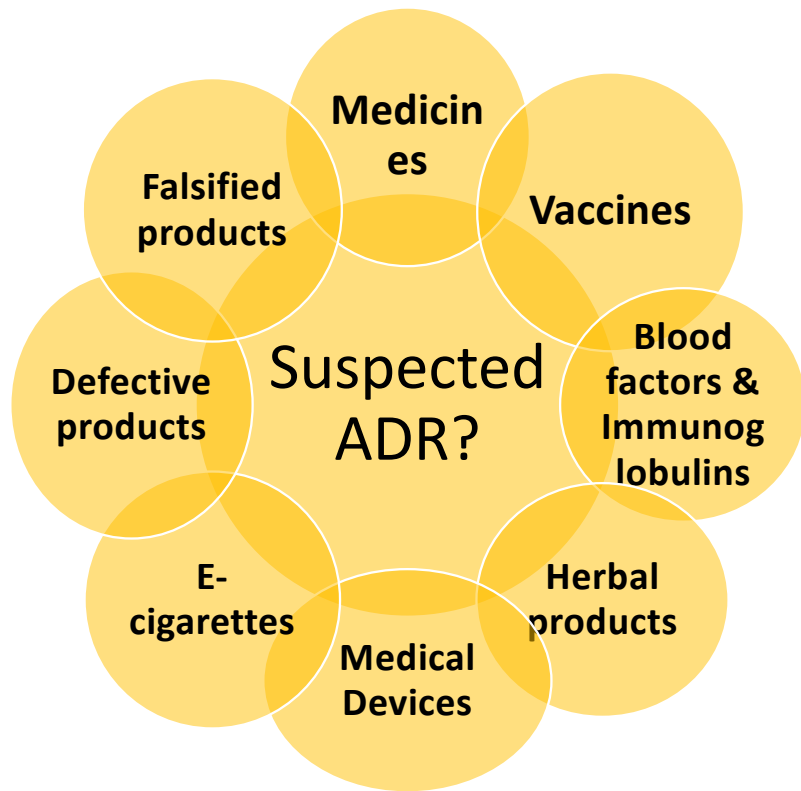 Medicin
es
Vaccines
Blood
factors &
Immunog
lobulins
Herbal
products
Medical
Devices
E-
cigarettes
Defective
products
Falsified
products
Suspected
ADR?